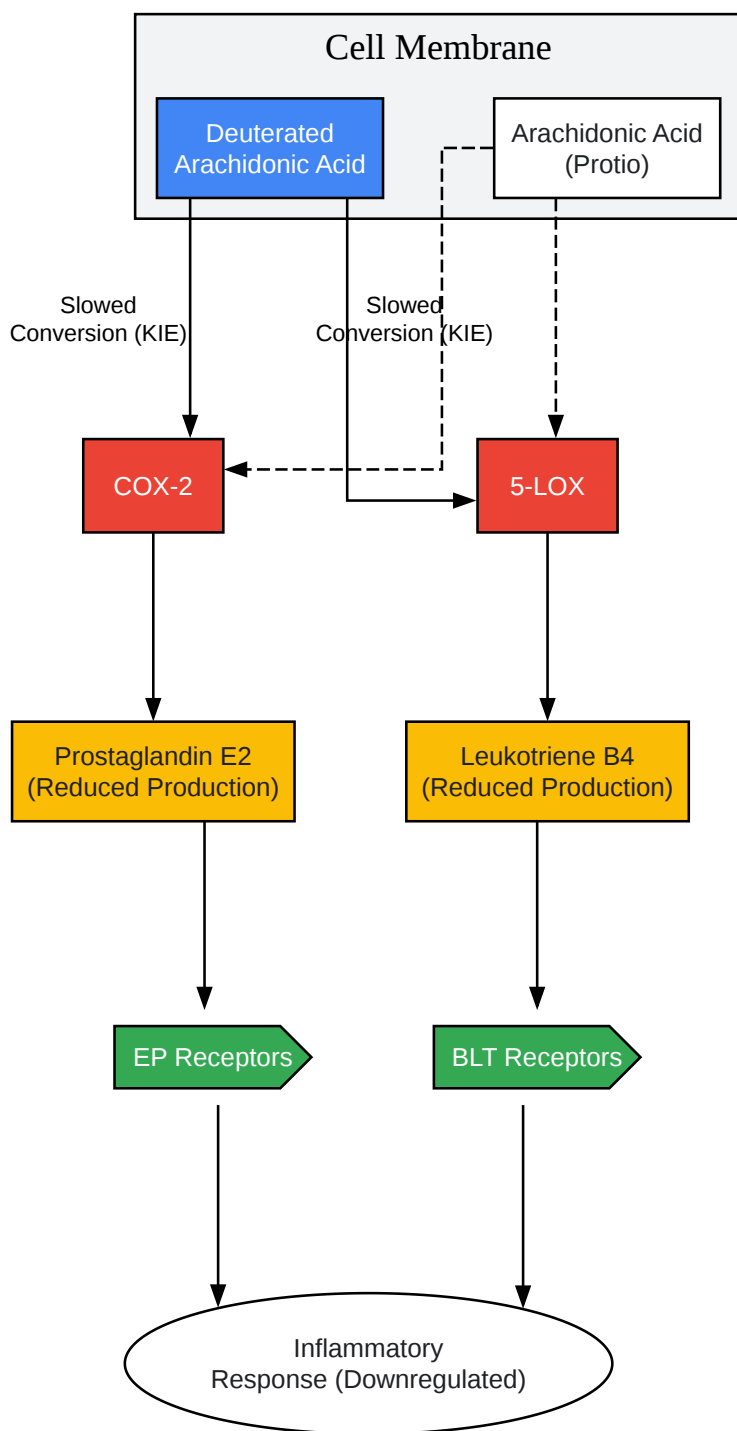 Cell Membrane
Deuterated
Arachidonic Acid
Arachidonic Acid
(Protio)
Slowed
Conversion (KIE)
Slowed
Conversion (KIE)
COX-2
5-LOX
Prostaglandin E2
(Reduced Production)
Leukotriene B4
(Reduced Production)
EP Receptors
BLT Receptors
Inflammatory
Response (Downregulated)